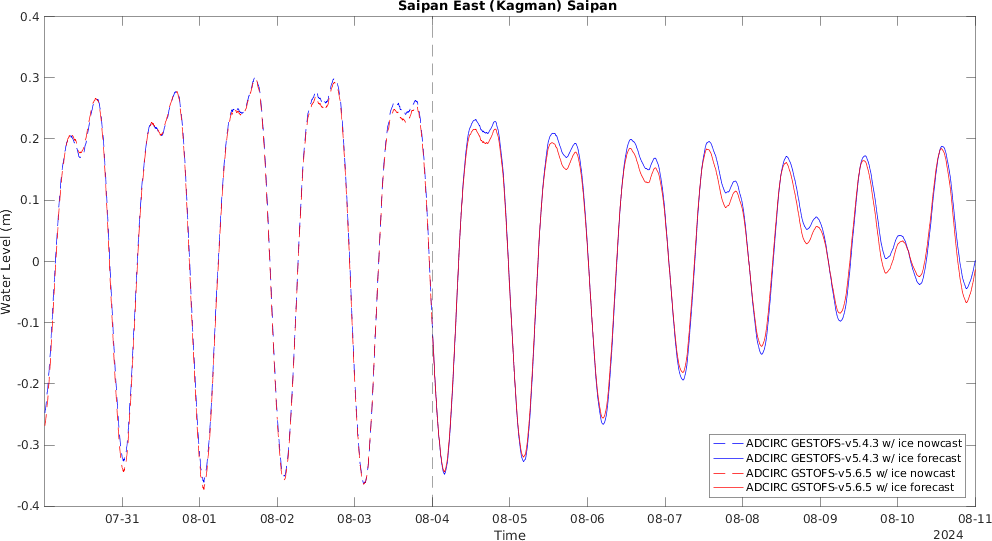 Saipan East (Kagman) Saipan
0.4
0.3
0.2
0.1
0
-0.1
-0.2
-0.3
-0.4
Water Level (m)
ADCIRC GESTOFS-v5.4.3 w/ ice nowcast
ADCIRC GESTOFS-v5.4.3 w/ ice forecast
ADCIRC GSTOFS-v5.6.5 w/ ice nowcast
ADCIRC GSTOFS-v5.6.5 w/ ice forecast
07-31 08-01 08-02 08-03 08-04 08-05 08-06 08-07 08-08 08-09 08-10 08-11
Time
2024